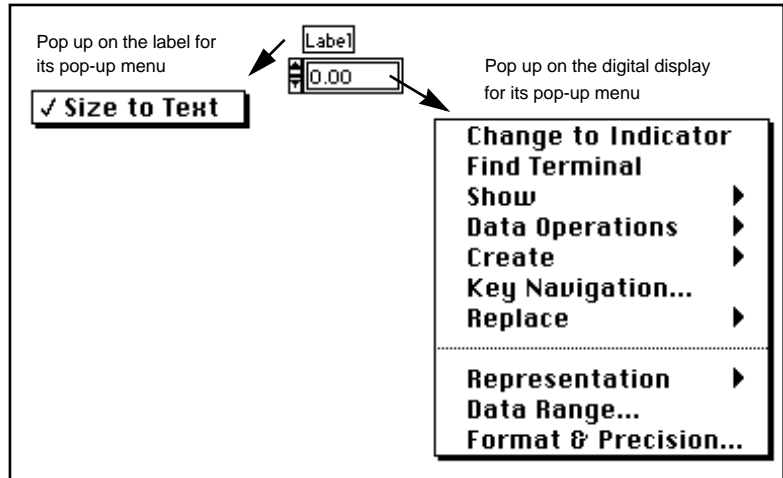 Pop up on the label for
its pop-up menu
✓ Size to Text
Label
0.00
Pop up on the digital display
for its pop-up menu
Change to Indicator
Find Terminal
Show
Data Operations
Create
Key Navigation...
Replace
Representation
Data Range...
Format & Precision...